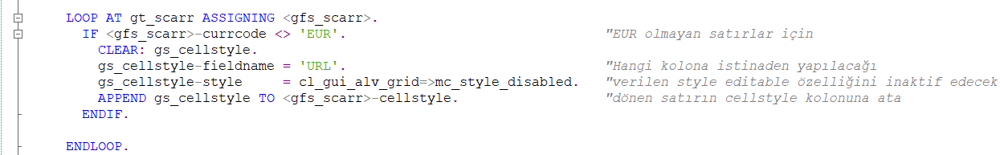 LOOP AT gt_scarr ASSIGNING <gfs_scarr>.
IF <gfs_scarr>-currcode <> 'EUR'. "EUR olmayan satırlar için
CLEAR: gs_cellstyle.
gs_cellstyle-fieldname = 'URL'. "Hangi kolona istinaden yapılacağı
gs_cellstyle-style = cl_gui_alv_grid=>mc_style_disabled. "verilen style editable özelliğini inaktif edecek
APPEND gs_cellstyle TO <gfs_scarr>-cellstyle. "dönen satırın cellstyle kolonuna ata
ENDIF.
ENDLOOP.